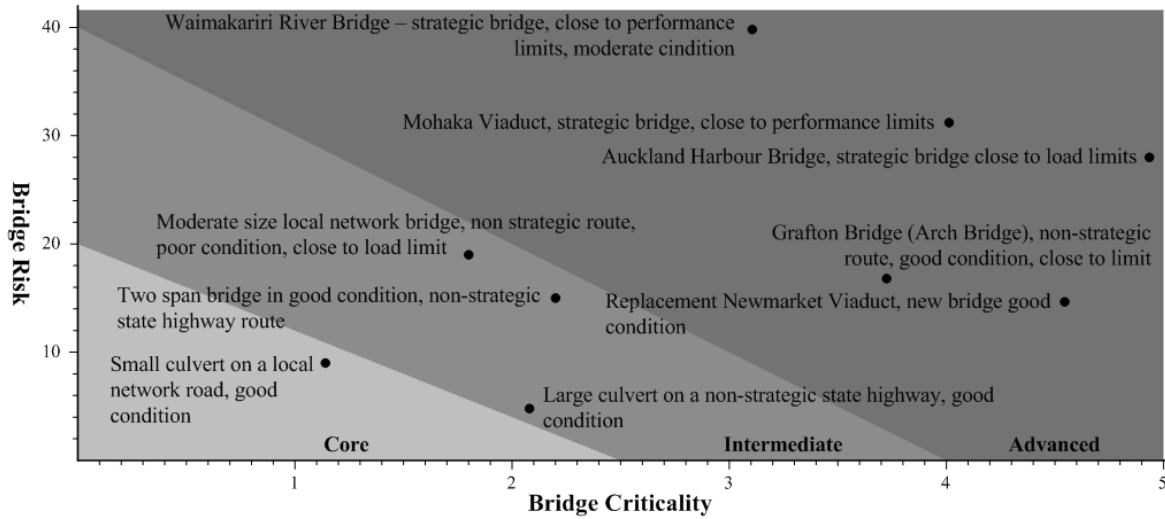 40
Waimakariri River Bridge – strategic bridge, close to performance
limits, moderate cindition
30
Mohaka Viaduct, strategic bridge, close to performance limits
Auckland Harbour Bridge, strategic bridge close to load limits
Bridge Risk
Moderate size local network bridge, non strategic route,
poor condition, close to load limit
20
Grafton Bridge (Arch Bridge), non-strategic
route, good condition, close to limit
Two span bridge in good condition, non-strategic
state highway route
Replacement Newmarket Viaduct, new bridge good
condition
10
Small culvert on a local
network road, good
condition
Large culvert on a non-strategic state highway, good
condition
Core
Intermediate
Advanced
1
2
3
4
5
Bridge Criticality